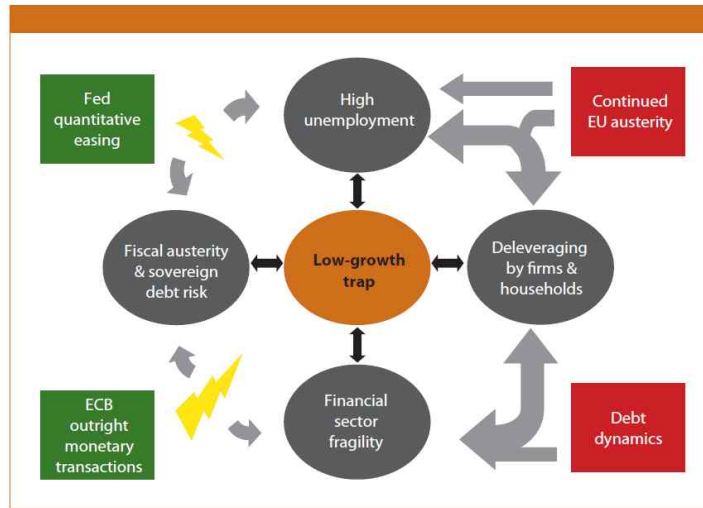 Fed
quantitative
easing
High
unemployment
Continued
EU austerity
Fiscal austerity
& sovereign
debt risk
Low-growth
trap
Deleveraging
by firms &
households
ECB
outright
monetary
transactions
Financial
sector
fragility
Debt
dynamics